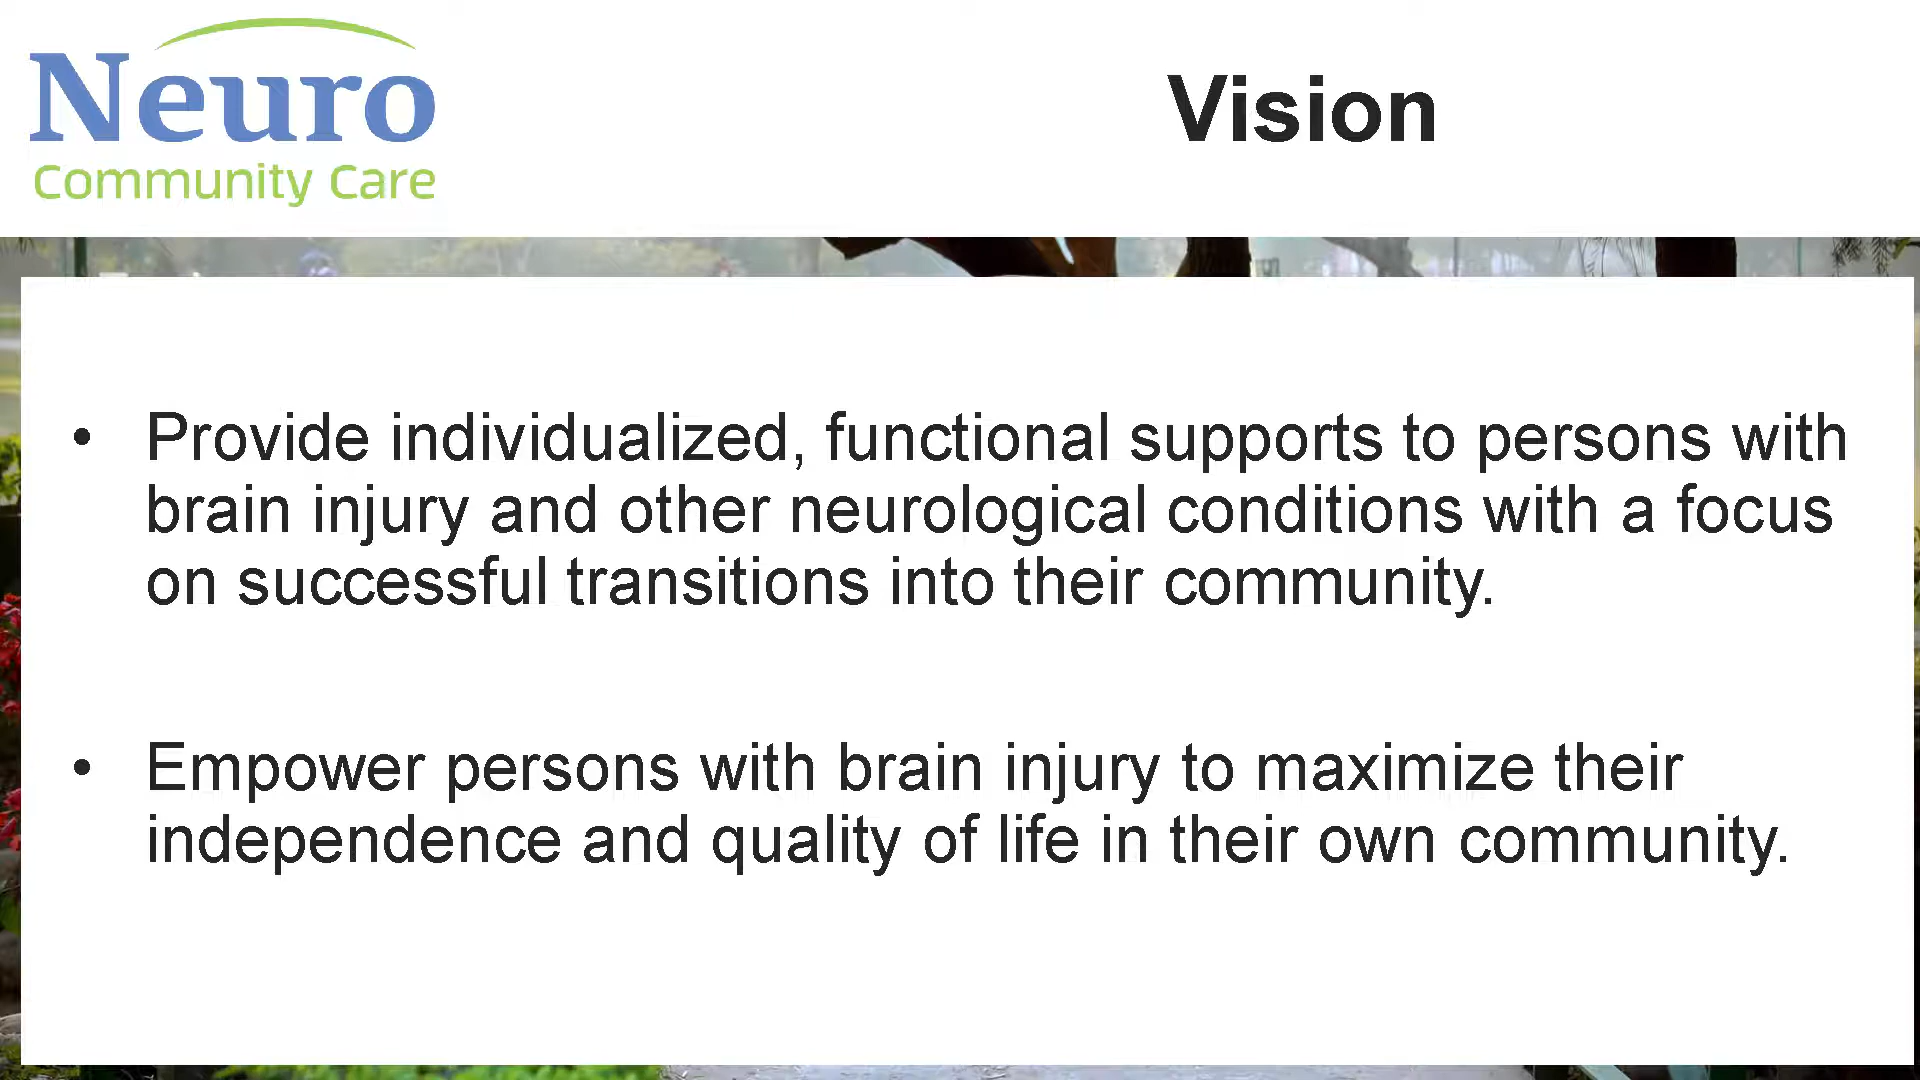 Neuro
Community Care
Vision
• Provide individualized, functional supports to persons with
brain injury and other neurological conditions with a focus
on successful transitions into their community.
• Empower persons with brain injury to maximize their
independence and quality of life in their own community.